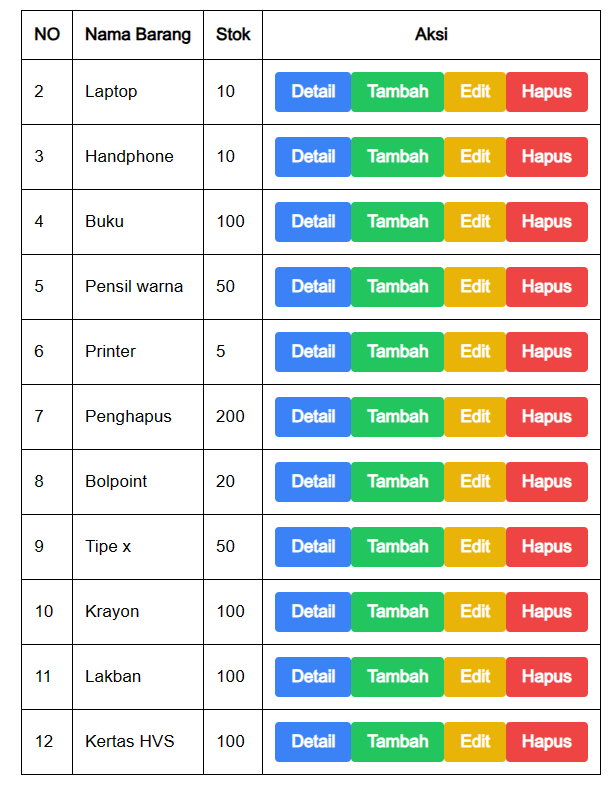 NO Nama Barang Stok Aksi
2 Laptop 10 Detail Tambah Edit Hapus
3 Handphone 10 Detail Tambah Edit Hapus
4 Buku 100 Detail Tambah Edit Hapus
5 Pensil warna 50 Detail Tambah Edit Hapus
6 Printer 5 Detail Tambah Edit Hapus
7 Penghapus 200 Detail Tambah Edit Hapus
8 Bolpoint 20 Detail Tambah Edit Hapus
9 Tipe x 50 Detail Tambah Edit Hapus
10 Krayon 100 Detail Tambah Edit Hapus
11 Lakban 100 Detail Tambah Edit Hapus
12 Kertas HVS 100 Detail Tambah Edit Hapus